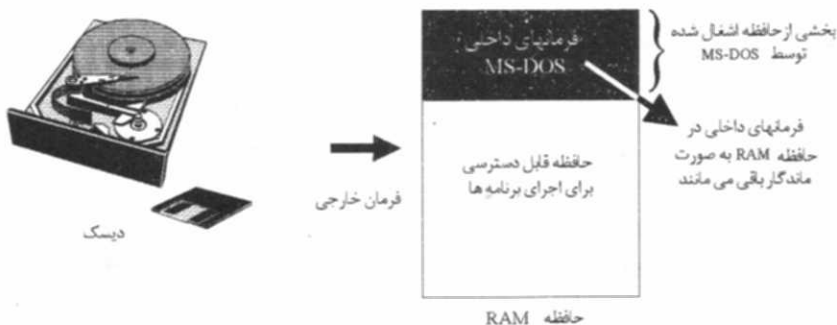 بخشی از حافظه اشغال شده
توسط MS-DOS
فرمانهای داخلی
MS-DOS
فرمانهای داخلی در
حافظه RAM به صورت
ماندگار باقی می مانند
حافظه قابل دسترسی
برای اجرای برنامه ها
فرمان خارجی
دیسک
حافظه RAM